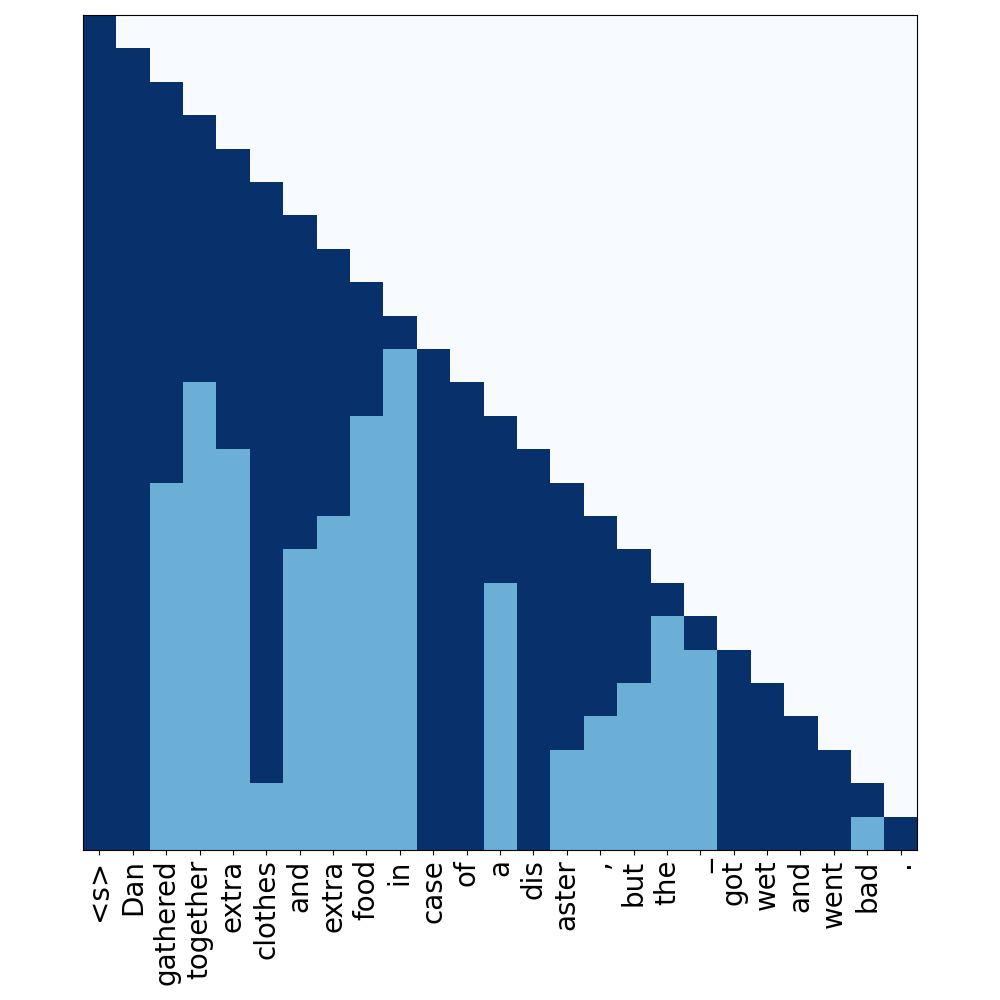 <s> Dan gathered together extra clothes and extra food in case of a dis aster , but the _ got wet and went bad .